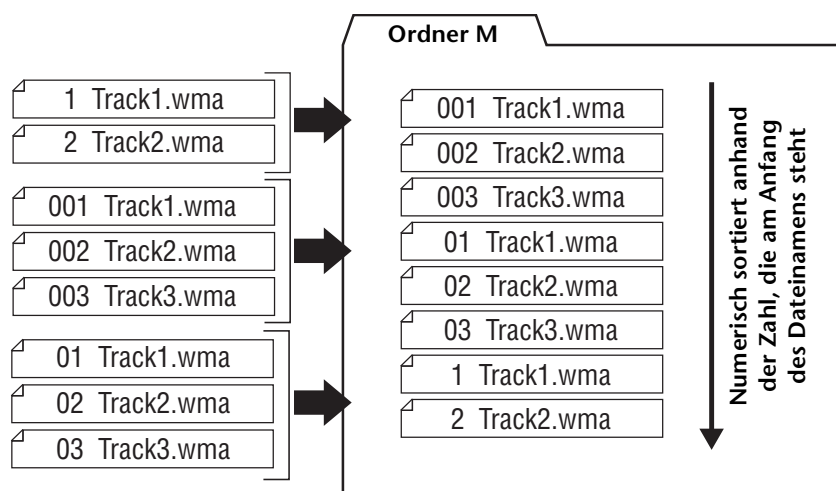 Ordner M
1 Track1.wma
2 Track2.wma
001 Track1.wma
002 Track2.wma
003 Track3.wma
01 Track1.wma
02 Track2.wma
03 Track3.wma
001 Track1.wma
002 Track2.wma
003 Track3.wma
01 Track1.wma
02 Track2.wma
03 Track3.wma
1 Track1.wma
2 Track2.wma
Numerisch sortiert anhand
der Zahl, die am Anfang
des Dateinamens steht